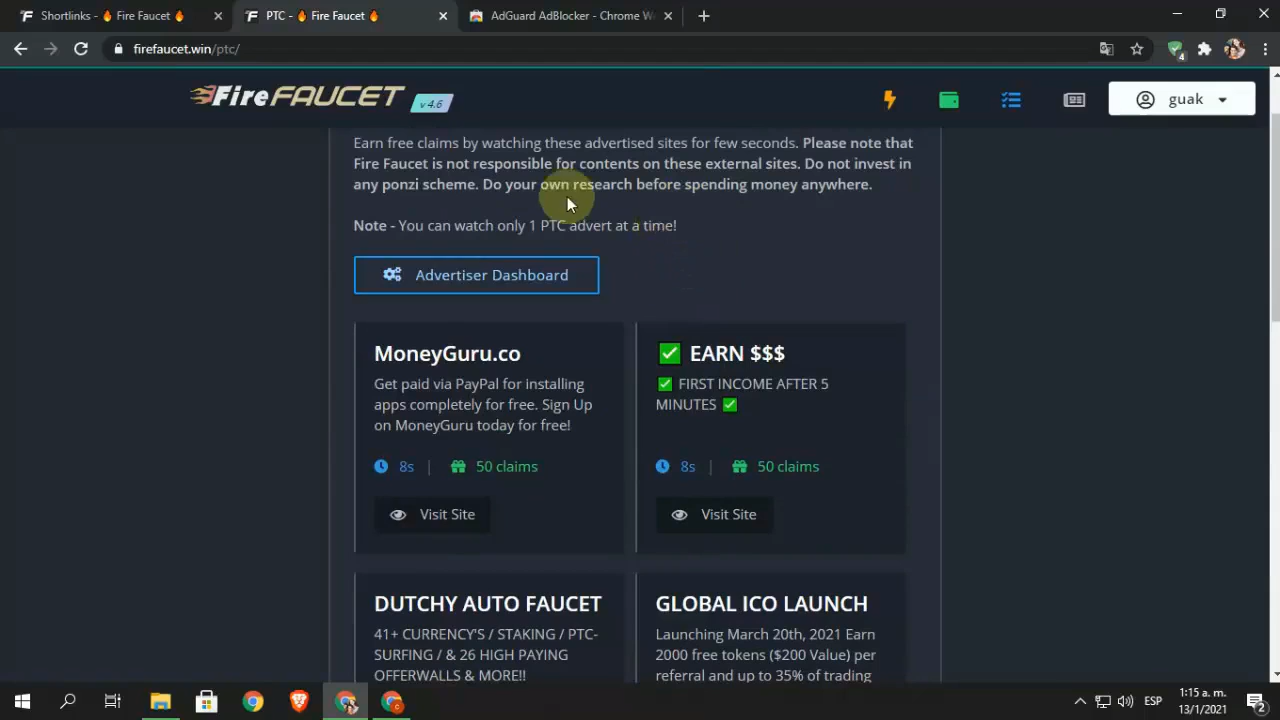 Shortlinks - 🔥 Fire Faucet 🔥
PTC - 🔥 Fire Faucet 🔥
AdGuard AdBlocker - Chrome We
firefaucet.win/ptc/
4
FireFAUCET v 4.6
guak
Earn free claims by watching these advertised sites for few seconds. Please note that
Fire Faucet is not responsible for contents on these external sites. Do not invest in
any ponzi scheme. Do your own research before spending money anywhere.
Note - You can watch only 1 PTC advert at a time!
Advertiser Dashboard
MoneyGuru.co
Get paid via PayPal for installing
apps completely for free. Sign Up
on MoneyGuru today for free!
8s | 50 claims
Visit Site
✅ EARN $$$
✅ FIRST INCOME AFTER 5
MINUTES ✅
8s | 50 claims
Visit Site
DUTCHY AUTO FAUCET
41+ CURRENCY'S / STAKING / PTC-
SURFING / & 26 HIGH PAYING
OFFERWALLS & MORE!!
GLOBAL ICO LAUNCH
Launching March 20th, 2021 Earn
2000 free tokens ($200 Value) per
referral and up to 35% of trading
ESP
1:15 a. m.
13/1/2021
2